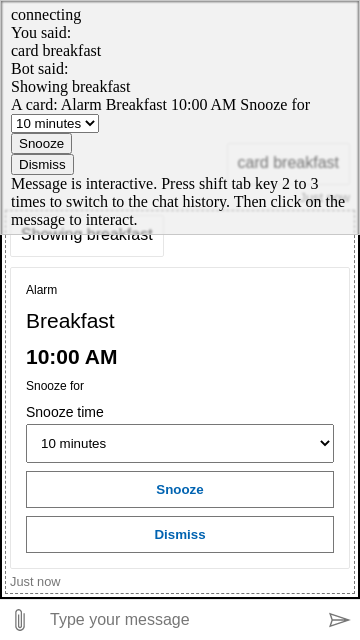 connecting
You said:
card breakfast
Bot said:
Showing breakfast
A card: Alarm Breakfast 10:00 AM Snooze for
10 minutes
Snooze
Dismiss
card breakfast
Message is interactive. Press shift tab key 2 to 3
times to switch to the chat history. Then click on the
Just now
message to interact.
Showing breakfast
Alarm
Breakfast
10:00 AM
Snooze for
Snooze time
10 minutes
Snooze
Dismiss
Just now
Type your message